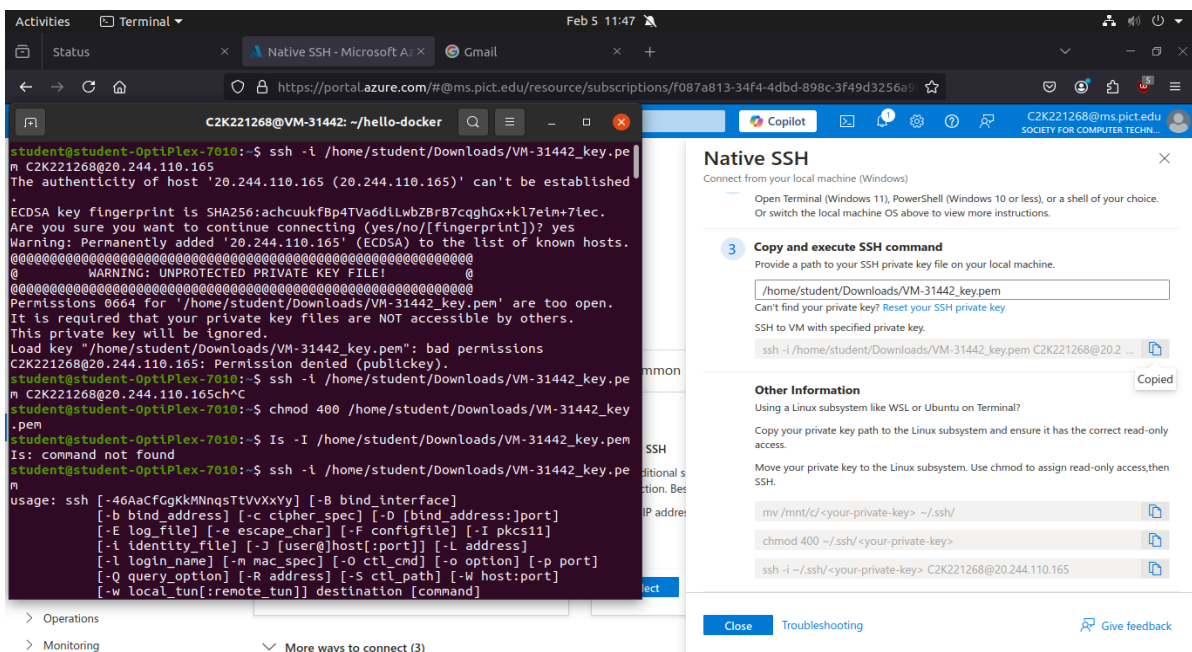 Activities
Terminal
Feb 5 11:47
Status
Native SSH - Microsoft Az
Gmail
https://portal.azure.com/#@ms.pict.edu/resource/subscriptions/f087a813-34f4-4dbd-898c-3f49d3256a9
5
C2K221268@VM-31442: ~/hello-docker
Copilot
1
C2K221268@ms.pict.edu
SOCIETY FOR COMPUTER TECHN...
student@student-OptiPlex-7010:~$ ssh -i /home/student/Downloads/VM-31442_key.pe
m C2K221268@20.244.110.165
The authenticity of host '20.244.110.165 (20.244.110.165)' can't be established
.
ECDSA key fingerprint is SHA256:achcuukfBp4TVa6diLwbZBrB7cqghGx+kl7eim+7iec.
Are you sure you want to continue connecting (yes/no/[fingerprint])? yes
Warning: Permanently added '20.244.110.165' (ECDSA) to the list of known hosts.
@@@@@@@@@@@@@@@@@@@@@@@@@@@@@@@@@@@@@@@@@@@@@@@@@@@@@@@@@@@
@         WARNING: UNPROTECTED PRIVATE KEY FILE!          @
@@@@@@@@@@@@@@@@@@@@@@@@@@@@@@@@@@@@@@@@@@@@@@@@@@@@@@@@@@@
Permissions 0664 for '/home/student/Downloads/VM-31442_key.pem' are too open.
It is required that your private key files are NOT accessible by others.
This private key will be ignored.
Load key "/home/student/Downloads/VM-31442_key.pem": bad permissions
C2K221268@20.244.110.165: Permission denied (publickey).
student@student-OptiPlex-7010:~$ ssh -i /home/student/Downloads/VM-31442_key.pe
m C2K221268@20.244.110.165ch^C
student@student-OptiPlex-7010:~$ chmod 400 /home/student/Downloads/VM-31442_key
.pem
student@student-OptiPlex-7010:~$ Is -I /home/student/Downloads/VM-31442_key.pem
Is: command not found
student@student-OptiPlex-7010:~$ ssh -i /home/student/Downloads/VM-31442_key.pe
m
usage: ssh [-46AaCfGgKkMNnqsTtVvXxYy] [-B bind_interface]
[-b bind_address] [-c cipher_spec] [-D [bind_address:]port]
[-E log_file] [-e escape_char] [-F configfile] [-I pkcs11]
[-i identity_file] [-J [user@]host[:port]] [-L address]
[-l login_name] [-m mac_spec] [-O ctl_cmd] [-o option] [-p port]
[-Q query_option] [-R address] [-S ctl_path] [-W host:port]
[-w local_tun[:remote_tun]] destination [command]
mmon
SSH
ditional s
ction. Bes
IP addres
lect
Operations
Monitoring
More ways to connect (3)
Native SSH
Connect from your local machine (Windows)
Open Terminal (Windows 11), PowerShell (Windows 10 or less), or a shell of your choice.
Or switch the local machine OS above to view more instructions.
3 Copy and execute SSH command
Provide a path to your SSH private key file on your local machine.
/home/student/Downloads/VM-31442_key.pem
Can't find your private key? Reset your SSH private key
SSH to VM with specified private key.
ssh -i /home/student/Downloads/VM-31442_key.pem C2K221268@20.2 ...
Copied
Other Information
Using a Linux subsystem like WSL or Ubuntu on Terminal?
Copy your private key path to the Linux subsystem and ensure it has the correct read-only
access.
Move your private key to the Linux subsystem. Use chmod to assign read-only access,then
SSH.
mv /mnt/c/<your-private-key> ~/.ssh/
chmod 400 ~/.ssh/<your-private-key>
ssh -i ~/.ssh/<your-private-key> C2K221268@20.244.110.165
Close
Troubleshooting
Give feedback